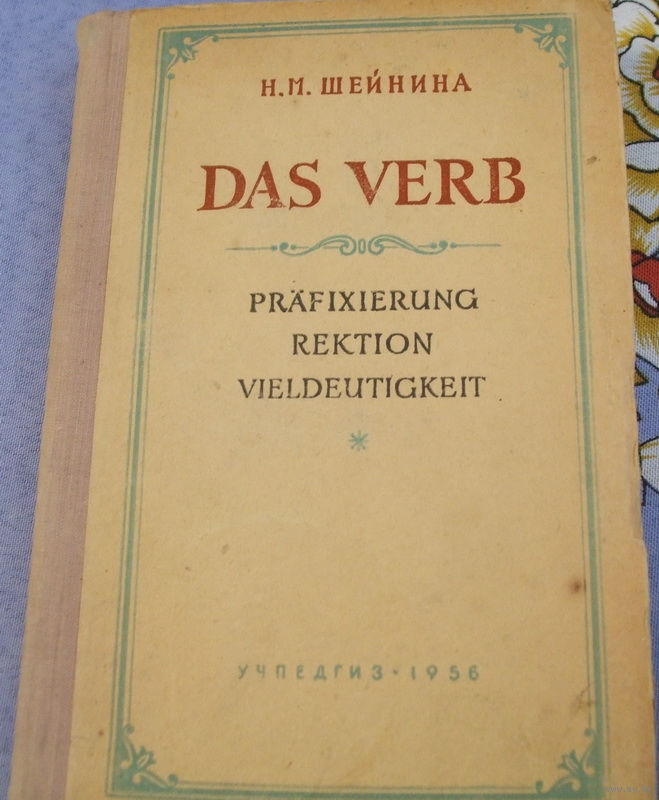 Н.М. ШЕЙНИНА
DAS VERB
PRÄFIXIERUNG
REKTION
VIELDEUTIGKEIT
УЧПЕДГИЗ · 1956